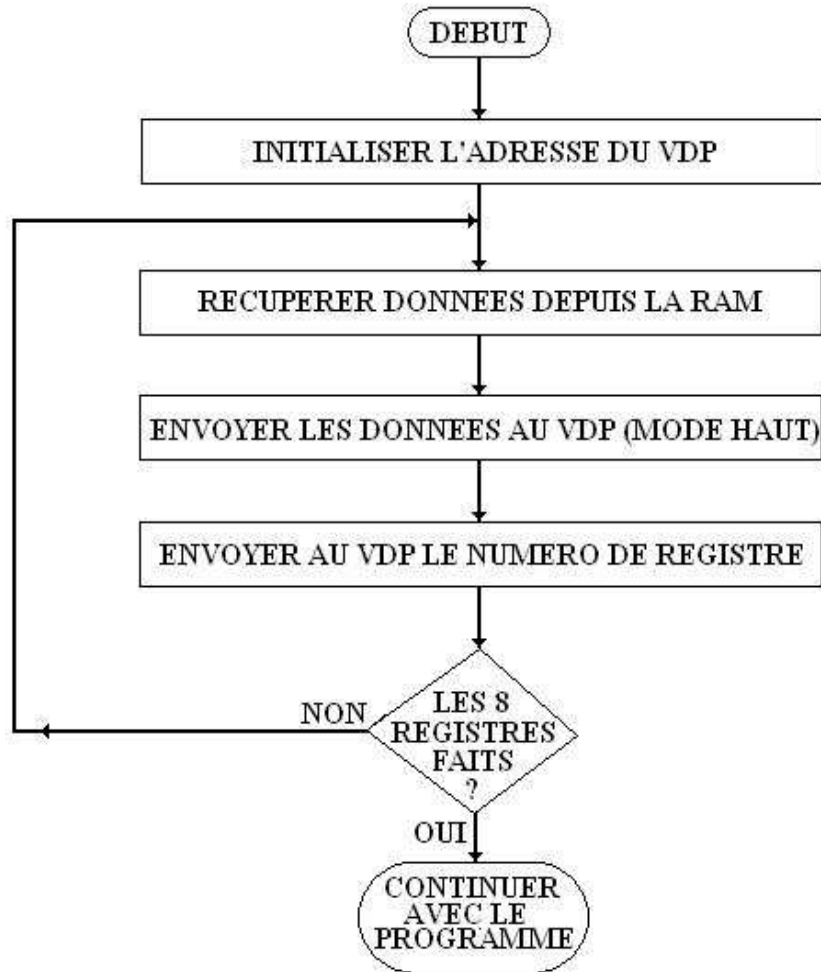 DEBUT
INITIALISER L'ADRESSE DU VDP
RECUPERER DONNEES DEPUIS LA RAM
ENVOYER LES DONNEES AU VDP (MODE HAUT)
ENVOYER AU VDP LE NUMERO DE REGISTRE
LES 8
REGISTRES
FAITS
?
NON
OUI
CONTINUER
AVEC LE
PROGRAMME